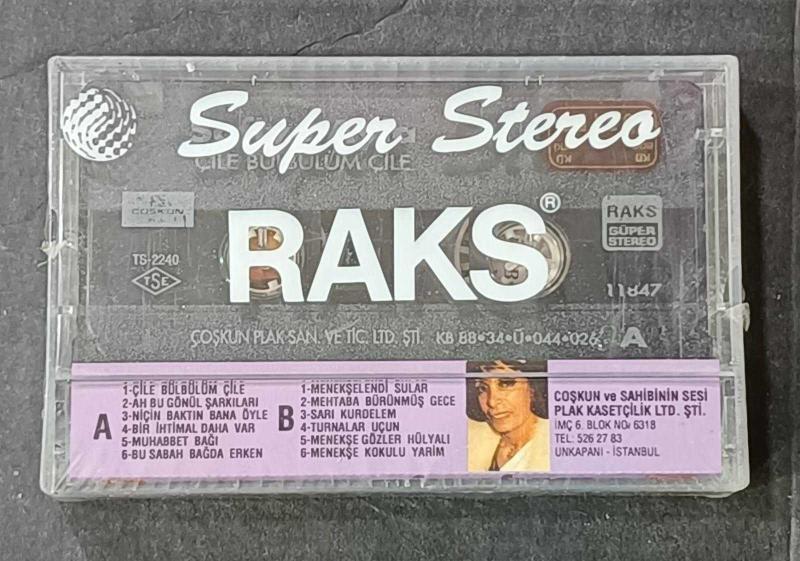 Super Stereo
ÇİLE BÜLBÜLÜM ÇİLE
COŞKUN
RAKS®
RAKS
GÜPER
STEREO
TS-2240
TSE
11847
COŞKUN PLAK SAN. VE TİC. LTD. ŞTİ. KB 88•34•Ü•044•026 A
A
1-ÇİLE BÜLBÜLÜM ÇİLE
2-AH BU GÖNÜL ŞARKILARI
3-NİÇİN BAKTIN BANA ÖYLE
4-BİR İHTİMAL DAHA VAR
5-MUHABBET BAĞI
6-BU SABAH BAĞDA ERKEN
B
1-MENEKŞELENDİ SULAR
2-MEHTABA BÜRÜNMÜŞ GECE
3-SARI KURDELEM
4-TURNALAR UÇUN
5-MENEKŞE GÖZLER HÜLYALI
6-MENEKŞE KOKULU YARİM
COŞKUN ve SAHİBİNİN SESİ
PLAK KASETÇİLİK LTD. ŞTİ.
İMÇ 6. BLOK NO: 6318
TEL: 526 27 83
UNKAPANI - İSTANBUL